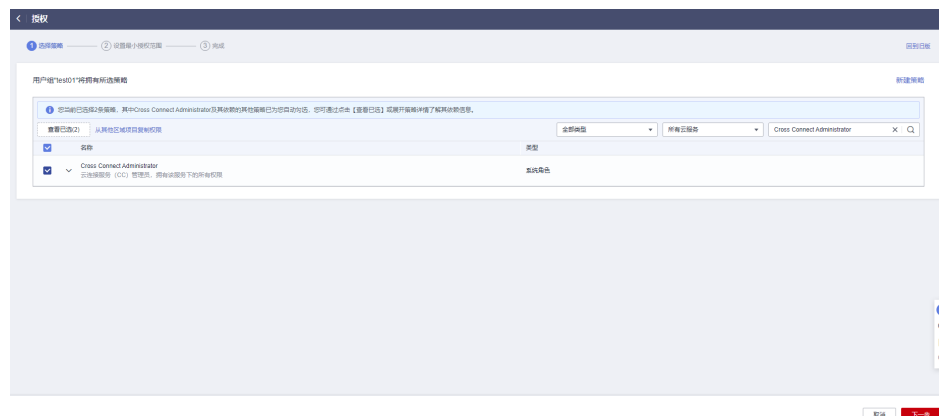 授权
1 选择策略 2 设置最小授权范围 3 完成
回到旧版
用户组"test01"将拥有所选策略
新建策略
您当前已选择2条策略，其中Cross Connect Administrator及其依赖的其他策略已为您自动勾选，您可通过点击【查看已选】或展开策略详情了解其依赖信息。
查看已选(2) 从其他区域项目复制权限 全部类型 所有云服务 Cross Connect Administrator
名称 类型
Cross Connect Administrator
云连接服务（CC）管理员，拥有该服务下的所有权限
系统角色
取消 下一步